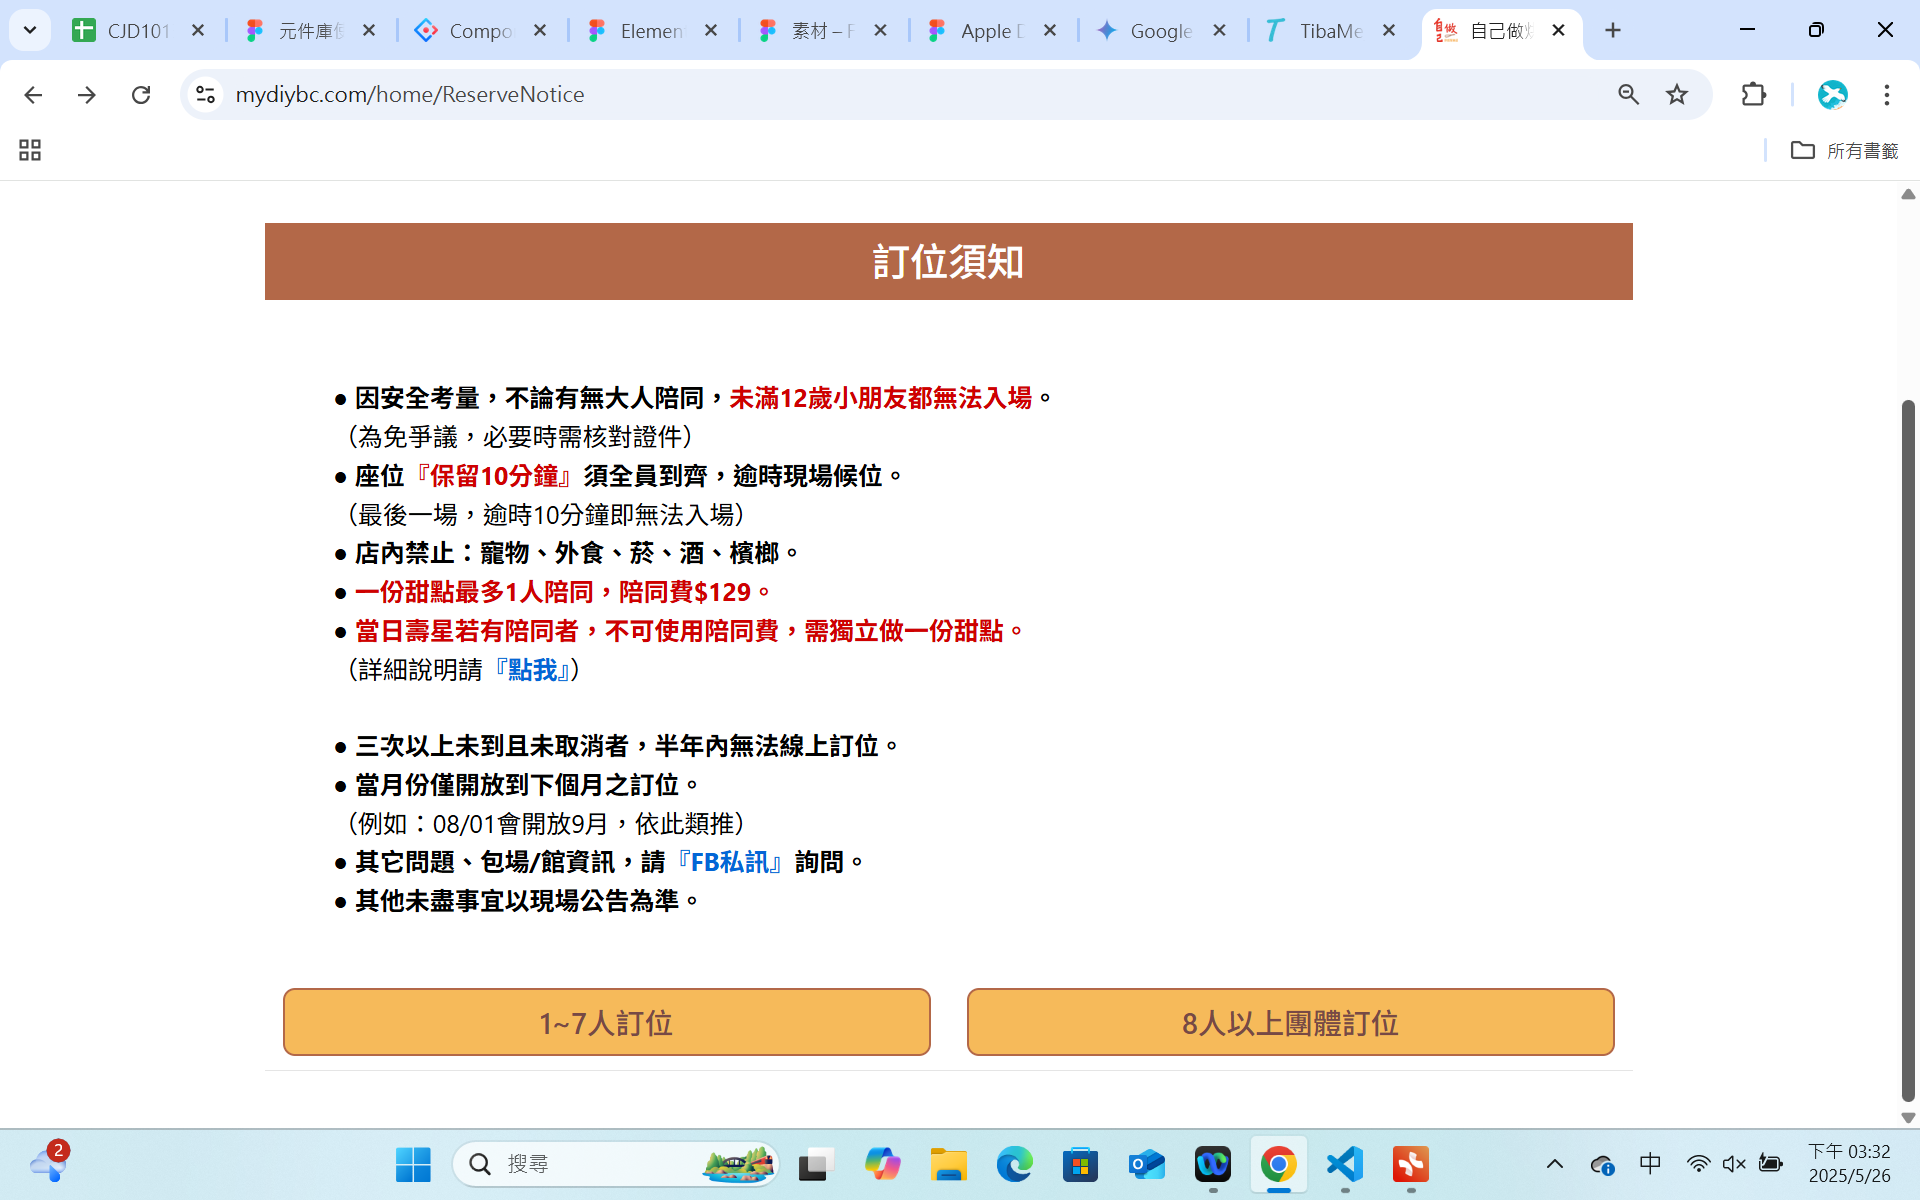 CJD101
元件庫
Compo
Elemen
素材 – F
Apple D
Google
TibaMe
自己做
mydiybc.com/home/ReserveNotice
所有書籤
訂位須知
● 因安全考量，不論有無大人陪同，未滿12歲小朋友都無法入場。
（為免爭議，必要時需核對證件）
● 座位『保留10分鐘』須全員到齊，逾時現場候位。
（最後一場，逾時10分鐘即無法入場）
● 店內禁止：寵物、外食、菸、酒、檳榔。
● 一份甜點最多1人陪同，陪同費$129。
● 當日壽星若有陪同者，不可使用陪同費，需獨立做一份甜點。
（詳細說明請『點我』）
● 三次以上未到且未取消者，半年內無法線上訂位。
● 當月份僅開放到下個月之訂位。
（例如：08/01會開放9月，依此類推）
● 其它問題、包場/館資訊，請『FB私訊』詢問。
● 其他未盡事宜以現場公告為準。
1~7人訂位
8人以上團體訂位
2
搜尋
中
下午 03:32
2025/5/26